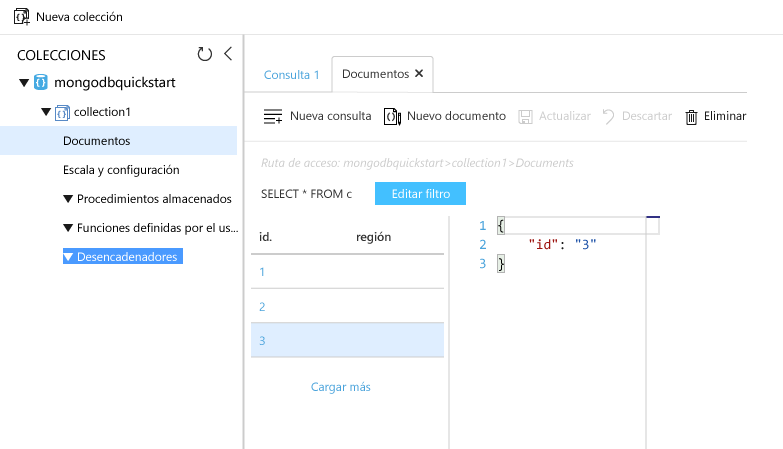 Nueva colección
COLECCIONES
mongodbquickstart
collection1
Documentos
Escala y configuración
Procedimientos almacenados
Funciones definidas por el us...
Desencadenadores
Consulta 1
Documentos
Nueva consulta
Nuevo documento
Actualizar
Descartar
Eliminar
Ruta de acceso: mongodbquickstart>collection1>Documents
SELECT * FROM c
Editar filtro
id. región
1
2
3
Cargar más
1 {
2 "id": "3"
3 }